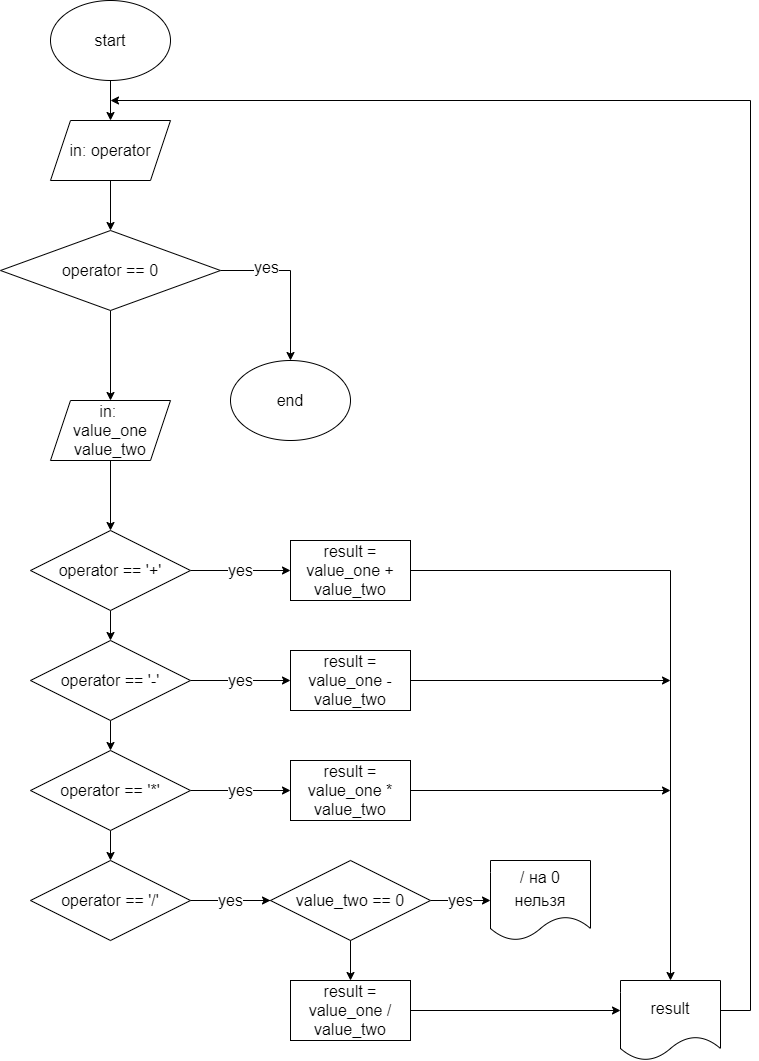 start
in: operator
operator == 0
yes
end
in:
value_one
value_two
operator == '+'
yes
result =
value_one +
value_two
operator == '-'
yes
result =
value_one -
value_two
operator == '*'
yes
result =
value_one *
value_two
operator == '/'
yes
value_two == 0
yes
/ на 0
нельзя
result =
value_one /
value_two
result